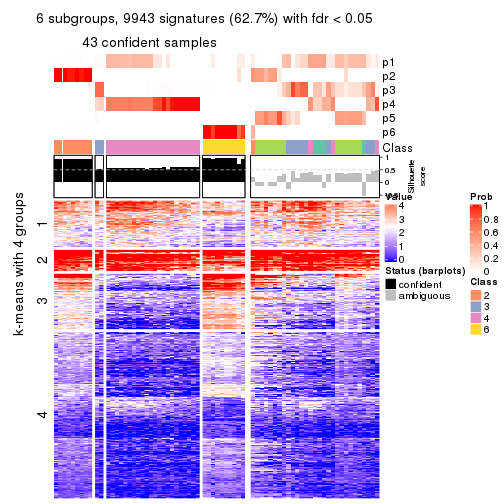 6 subgroups, 9943 signatures (62.7%) with fdr < 0.05
43 confident samples
p1
p2
p3
p4
p5
p6
Class
1
0.5
0
Silhouette
score
k-means with 4 groups
1
2
3
4
Value
4
3
2
1
0
Status (barplots)
confident
ambiguous
Prob
1
0.8
0.6
0.4
0.2
0
Class
2
3
4
6